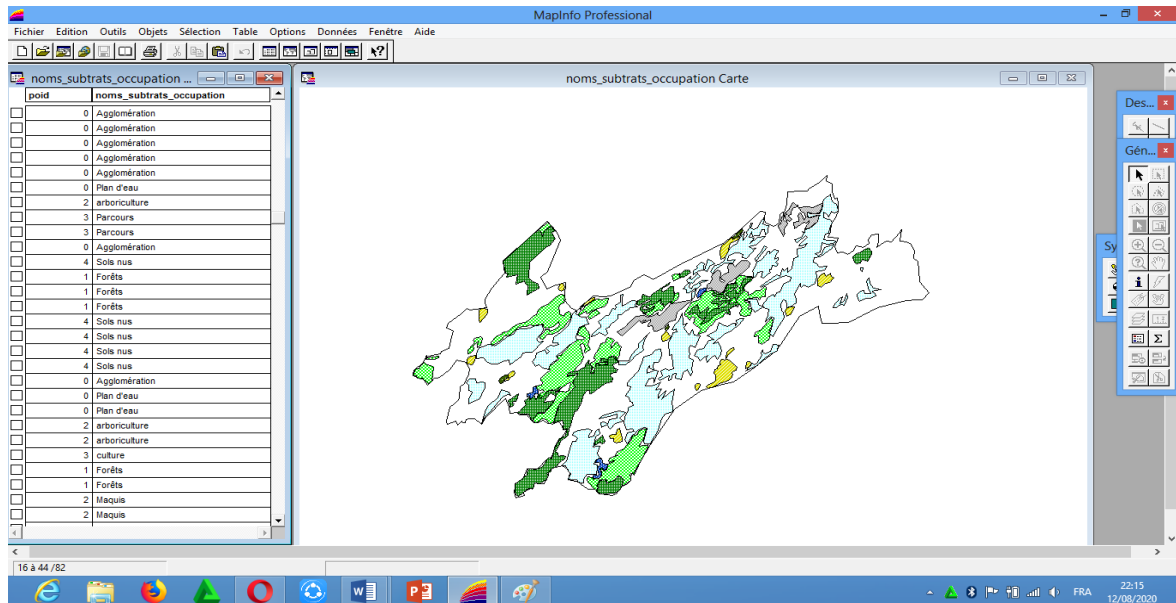 MapInfo Professional
Fichier Edition Outils Objets Sélection Table Options Données Fenêtre Aide
noms_subtrats_occupation ...
noms_subtrats_occupation Carte
poid noms_subtrats_occupation
0 Agglomération
0 Agglomération
0 Agglomération
0 Agglomération
0 Agglomération
0 Plan d'eau
2 arboriculture
3 Parcours
3 Parcours
0 Agglomération
4 Sols nus
1 Forêts
1 Forêts
1 Forêts
4 Sols nus
4 Sols nus
4 Sols nus
4 Sols nus
0 Agglomération
0 Plan d'eau
0 Plan d'eau
2 arboriculture
2 arboriculture
3 culture
1 Forêts
1 Forêts
2 Maquis
2 Maquis
Des...
Gén...
Sy
16 à 44 /82
FRA
22:15
12/08/2020